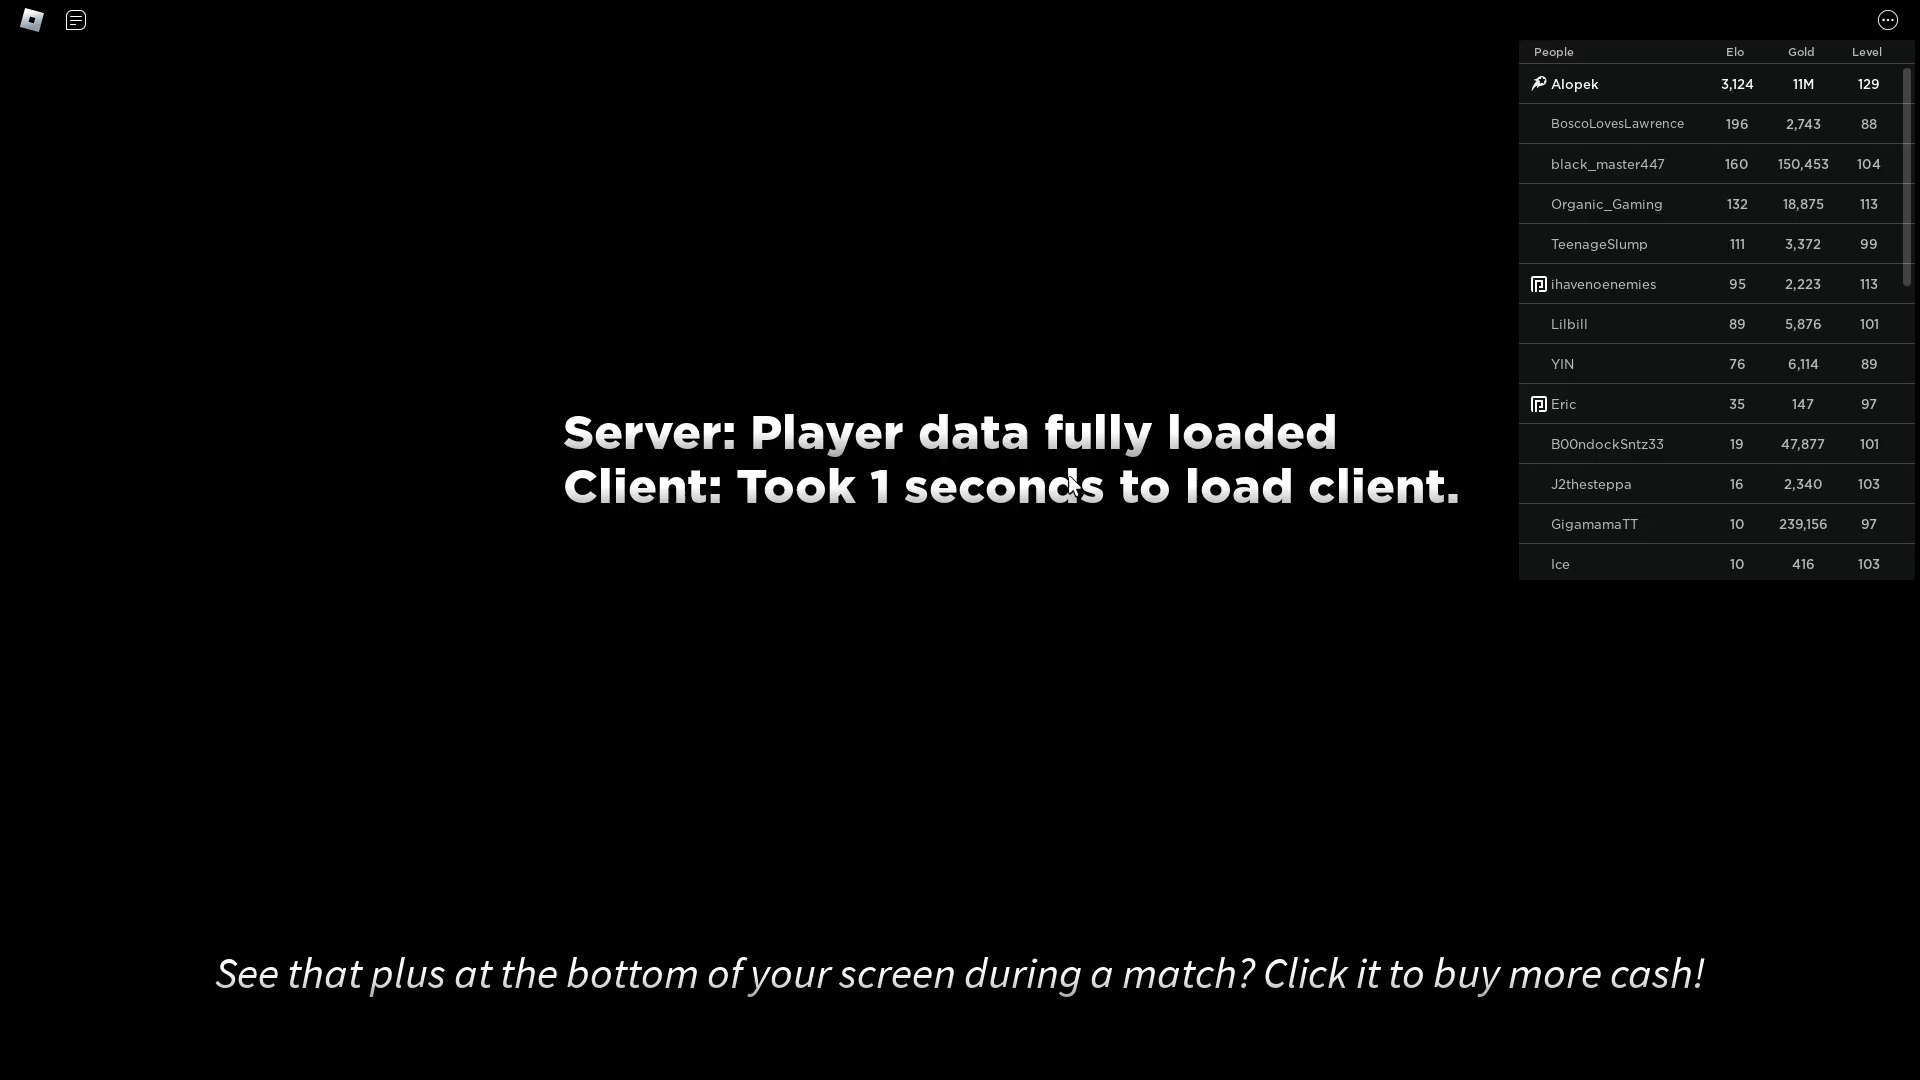 People Elo Gold Level
Alopek 3,124 11M 129
BoscoLovesLawrence 196 2,743 88
black_master447 160 150,453 104
Organic_Gaming 132 18,875 113
TeenageSlump 111 3,372 99
ihavenoenemies 95 2,223 113
Lilbill 89 5,876 101
YIN 76 6,114 89
Eric 35 147 97
B00ndockSntz33 19 47,877 101
J2thesteppa 16 2,340 103
GigamamaTT 10 239,156 97
Ice 10 416 103
Server: Player data fully loaded
Client: Took 1 seconds to load client.
See that plus at the bottom of your screen during a match? Click it to buy more cash!